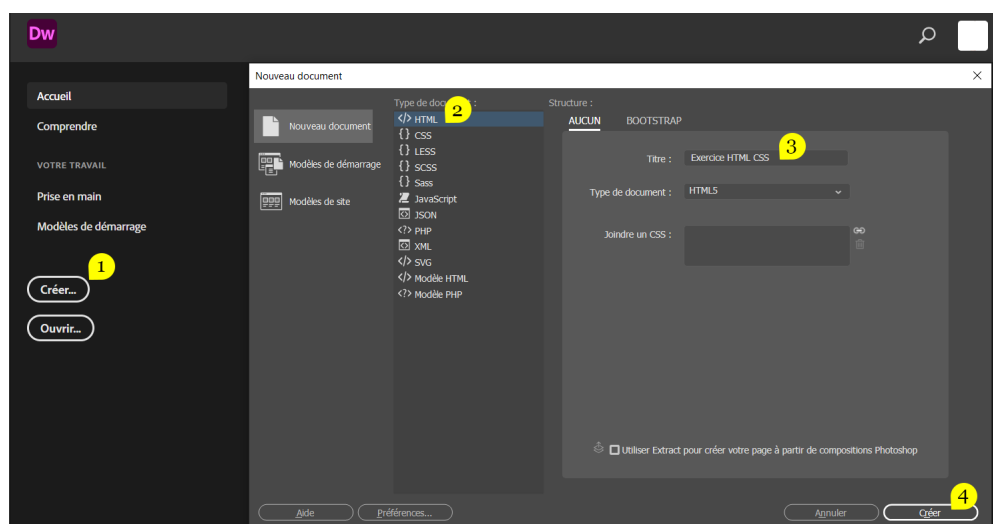 Dw
Nouveau document
Accueil
Comprendre
VOTRE TRAVAIL
Prise en main
Modèles de démarrage
1
Créer...
Ouvrir...
Nouveau document
Modèles de démarrage
Modèles de site
Type de :
2
</> HTML
{} CSS
{} LESS
{} SCSS
{} Sass
JavaScript
JSON
<?> PHP
XML
</> SVG
</> Modèle HTML
<?> Modèle PHP
Structure :
AUCUN BOOTSTRAP
3
Titre : Exercice HTML CSS
Type de document : HTML5
Joindre un CSS :
Utiliser Extract pour créer votre page à partir de compositions Photoshop
4
Aide Préférences... Annuler Créer